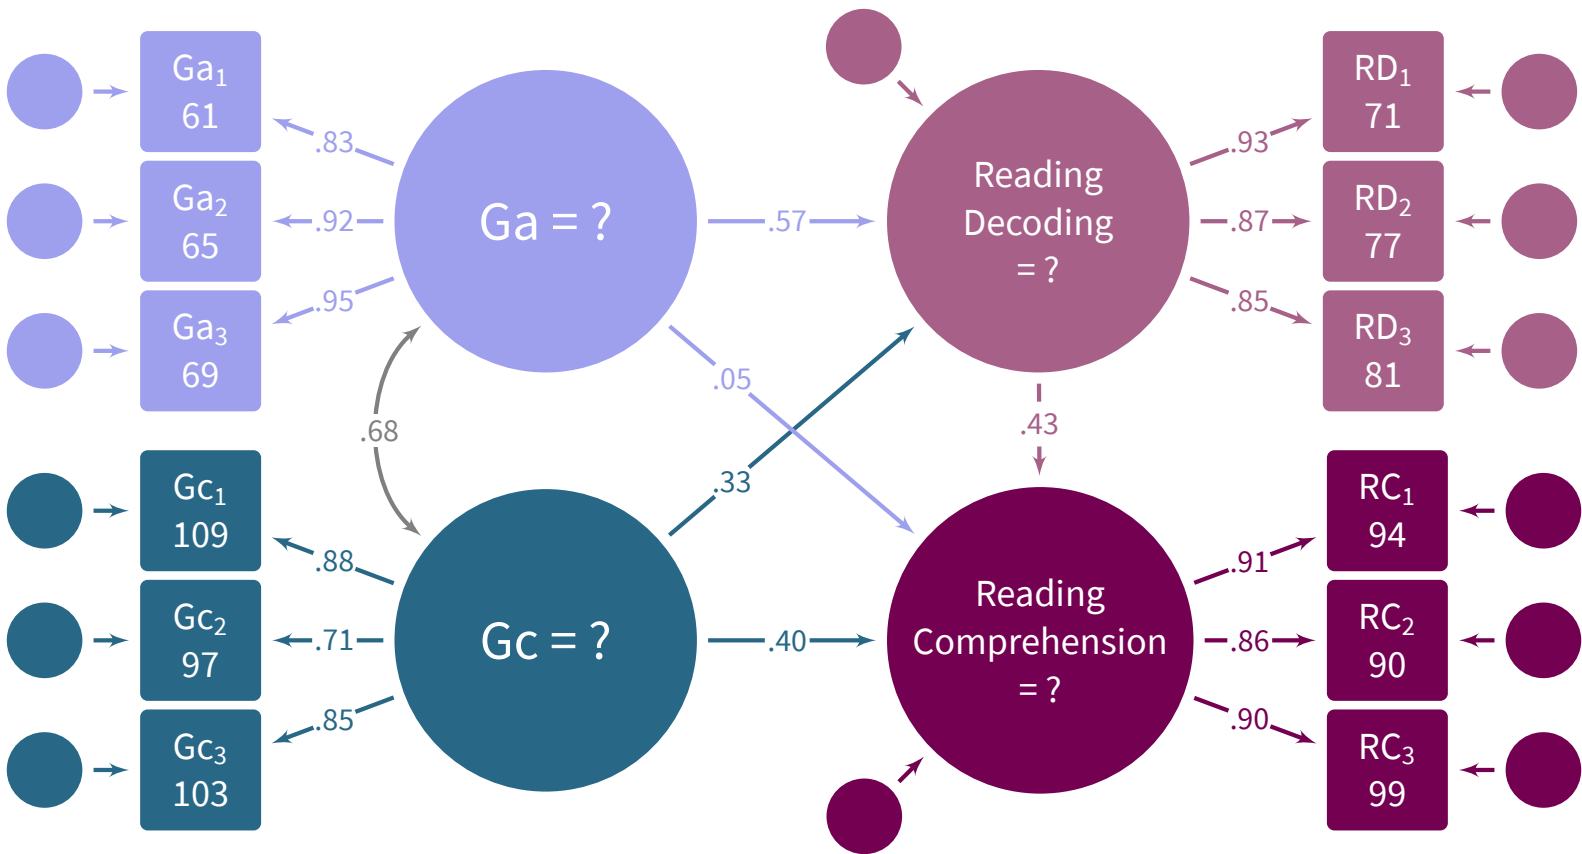 Ga₁
61
.83
Ga₂
65
.92
Ga₃
69
.95
Ga = ?
.57
.05
.68
Gc₁
109
.88
Gc₂
97
.71
Gc₃
103
.85
Gc = ?
.33
.40
Reading
Decoding
= ?
.43
.93
RD₁
71
.87
RD₂
77
.85
RD₃
81
Reading
Comprehension
= ?
.91
RC₁
94
.86
RC₂
90
.90
RC₃
99